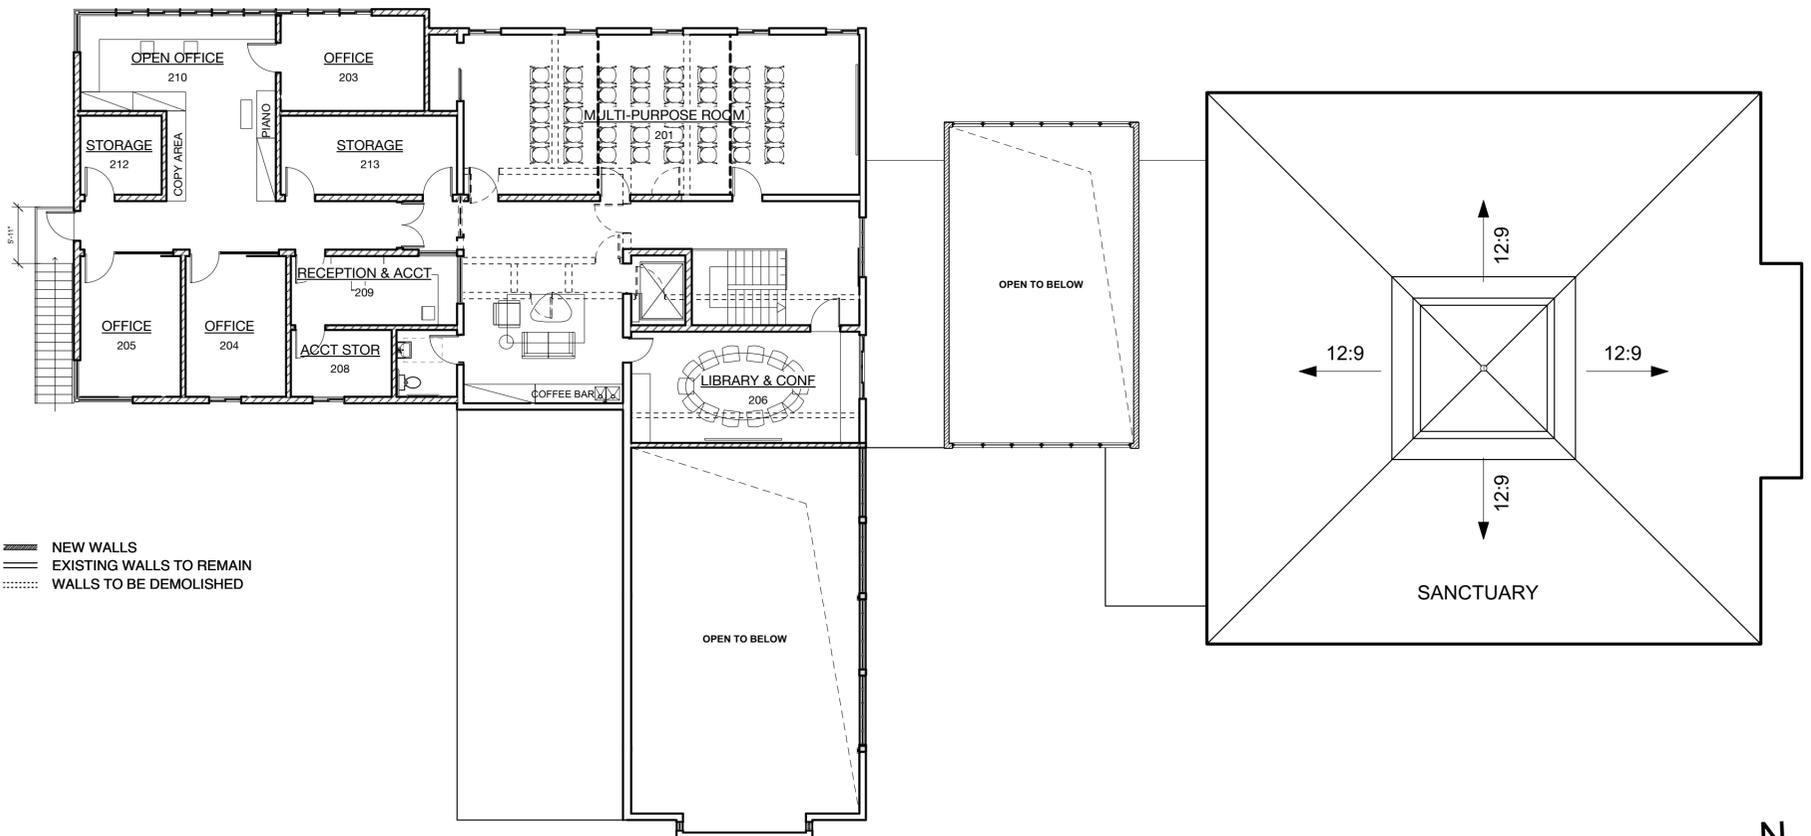 OPEN OFFICE
210
OFFICE
203
STORAGE
212
COPY AREA
PIANO
STORAGE
213
MULTI-PURPOSE ROOM
201
5'-11"
OFFICE
205
OFFICE
204
RECEPTION & ACCT
209
ACCT STOR
208
COFFEE BAR
LIBRARY & CONF
206
OPEN TO BELOW
12:9
12:9
12:9
12:9
SANCTUARY
NEW WALLS
EXISTING WALLS TO REMAIN
WALLS TO BE DEMOLISHED
OPEN TO BELOW
N